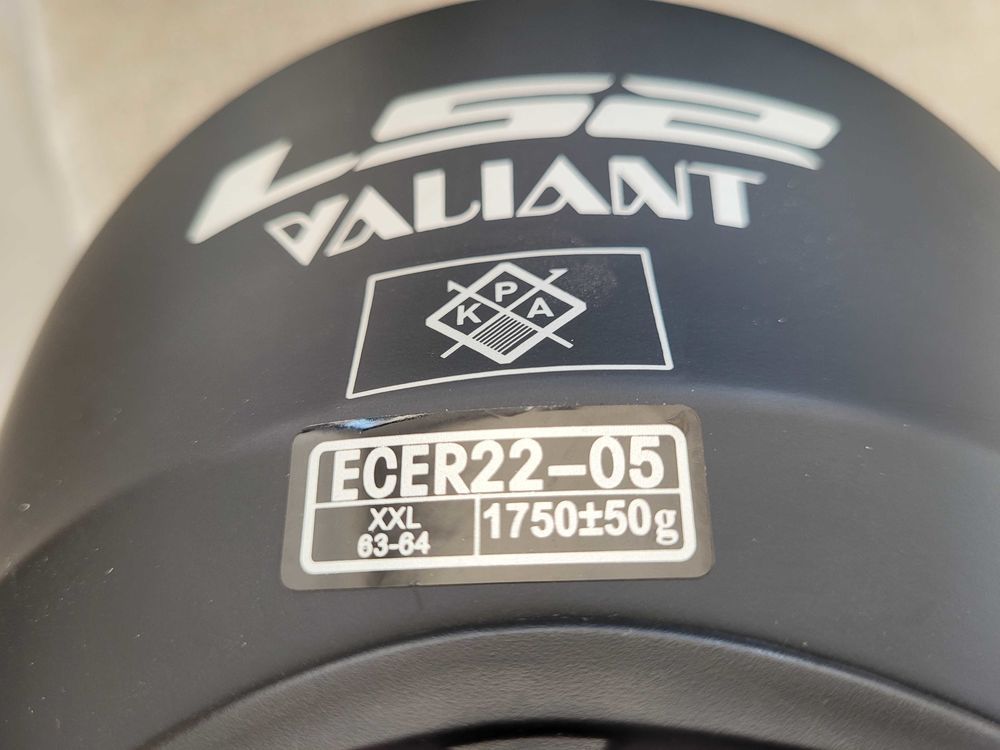 LS2
VALIANT
P
K A
ECER22-05
XXL
63-64
1750±50g